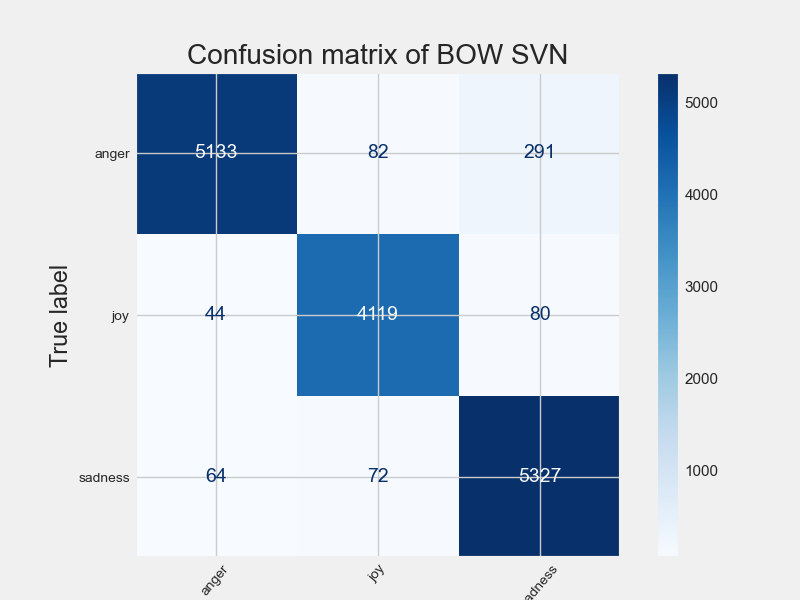 Confusion matrix of BOW SVN
True label
anger
joy
sadness
5133 82 291
44 4119 80
64 72 5327
anger joy adness
5000
4000
3000
2000
1000